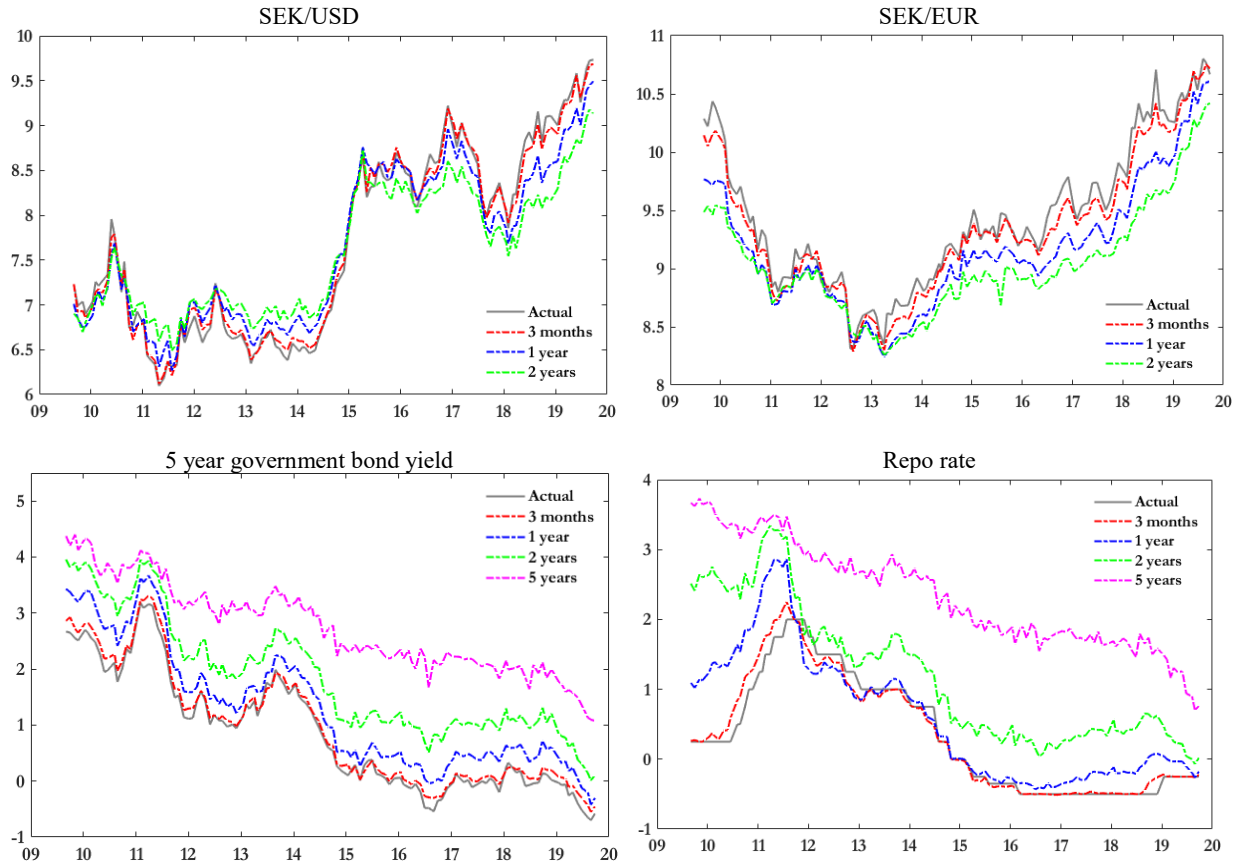 SEK/USD
10
9.5
9
8.5
8
7.5
7
6.5
6
09 10 11 12 13 14 15 16 17 18 19 20
Actual
3 months
1 year
2 years
SEK/EUR
11
10.5
10
9.5
9
8.5
8
09 10 11 12 13 14 15 16 17 18 19 20
Actual
3 months
1 year
2 years
5 year government bond yield
5
4
3
2
1
0
-1
09 10 11 12 13 14 15 16 17 18 19 20
Actual
3 months
1 year
2 years
5 years
Repo rate
4
3
2
1
0
-1
09 10 11 12 13 14 15 16 17 18 19 20
Actual
3 months
1 year
2 years
5 years